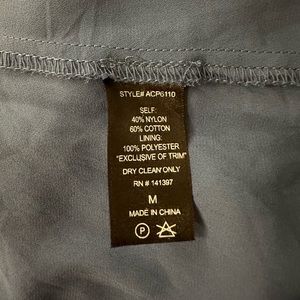 STYLE# ACP6110
SELF:
40% NYLON
60% COTTON
LINING:
100% POLYESTER
"EXCLUSIVE OF TRIM"
DRY CLEAN ONLY
RN # 141397
M
MADE IN CHINA
P